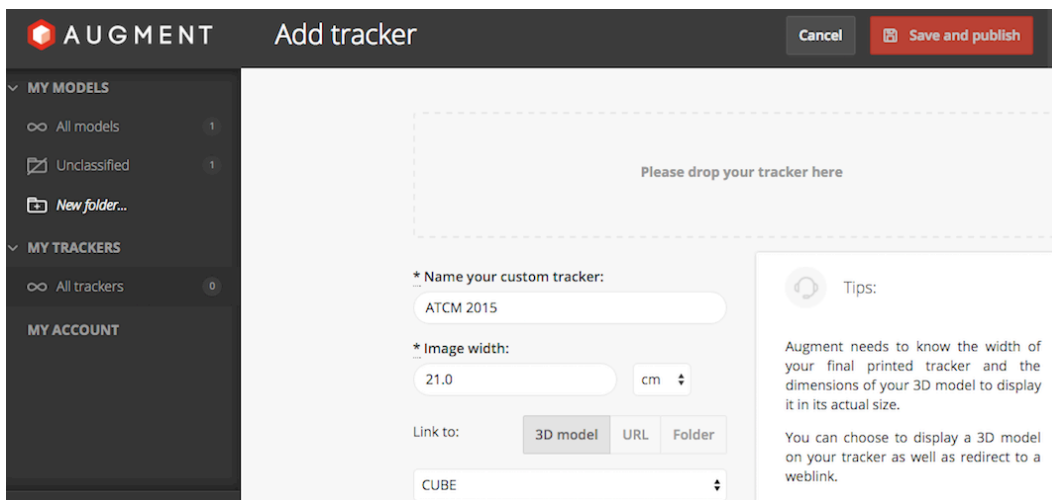 AUGMENT
Add tracker
Cancel
Save and publish
MY MODELS
All models 1
Unclassified 1
New folder...
MY TRACKERS
All trackers 0
MY ACCOUNT
Please drop your tracker here
* Name your custom tracker:
ATCM 2015
* Image width:
21.0
cm
Link to:
3D model
URL
Folder
CUBE
Tips:
Augment needs to know the width of
your final printed tracker and the
dimensions of your 3D model to display
it in its actual size.
You can choose to display a 3D model
on your tracker as well as redirect to a
weblink.